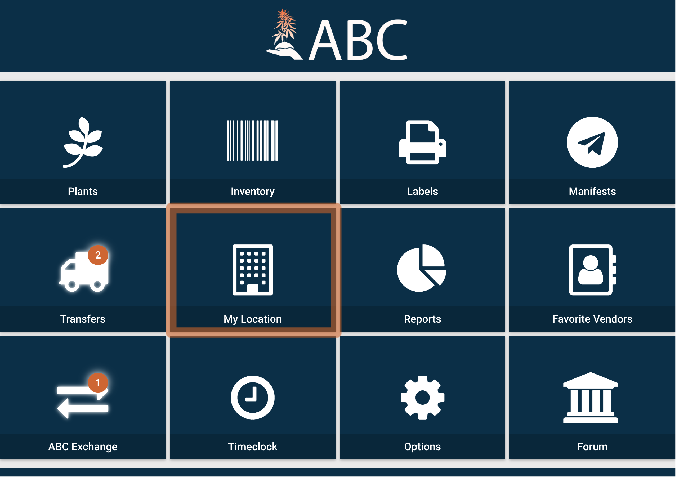 ABC
Plants
Inventory
Labels
Manifests
2
Transfers
My Location
Reports
Favorite Vendors
1
ABC Exchange
Timeclock
Options
Forum